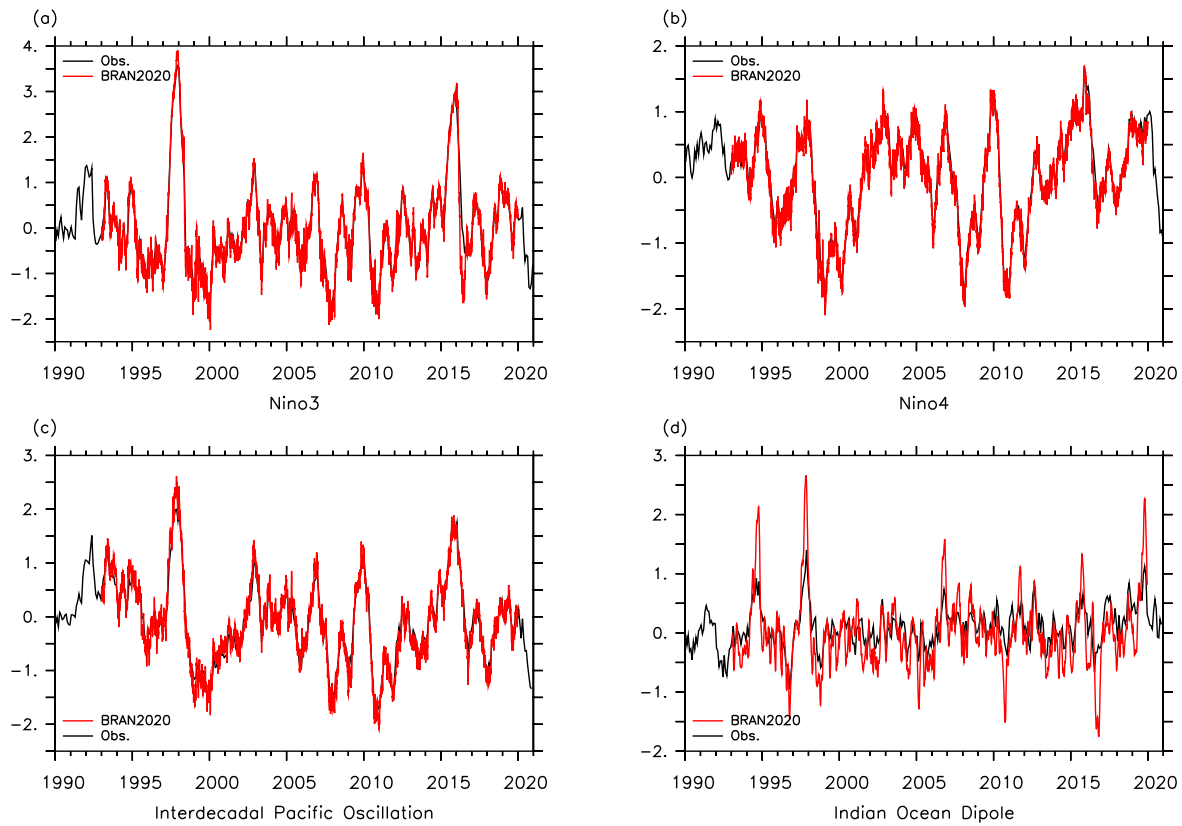 (a)
4.
3.
2.
1.
0.
−1.
−2.
Obs.
BRAN2020
1990 1995 2000 2005 2010 2015 2020
Nino3
(b)
2.
1.
0.
−1.
−2.
Obs.
BRAN2020
1990 1995 2000 2005 2010 2015 2020
Nino4
(c)
3.
2.
1.
0.
−1.
−2.
BRAN2020
Obs.
1990 1995 2000 2005 2010 2015 2020
Interdecadal Pacific Oscillation
(d)
3.
2.
1.
0.
−1.
−2.
BRAN2020
Obs.
1990 1995 2000 2005 2010 2015 2020
Indian Ocean Dipole